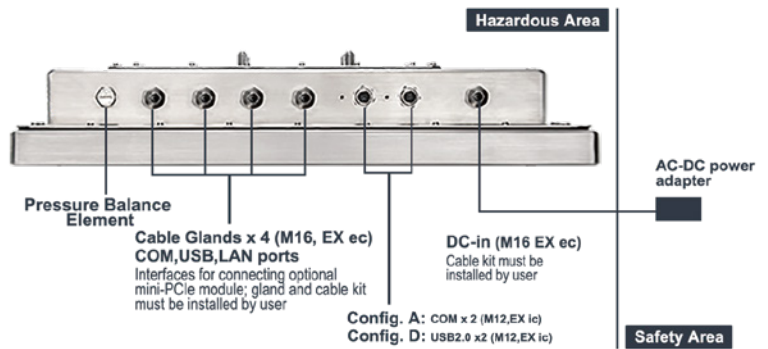 Hazardous Area
AC-DC power
adapter
Pressure Balance
Element
Cable Glands x 4 (M16, EX ec)
COM,USB,LAN ports
Interfaces for connecting optional
mini-PCIe module; gland and cable kit
must be installed by user
DC-in (M16 EX ec)
Cable kit must be
installed by user
Config. A: COM x 2 (M12,EX ic)
Config. D: USB2.0 x2 (M12,EX ic)
Safety Area